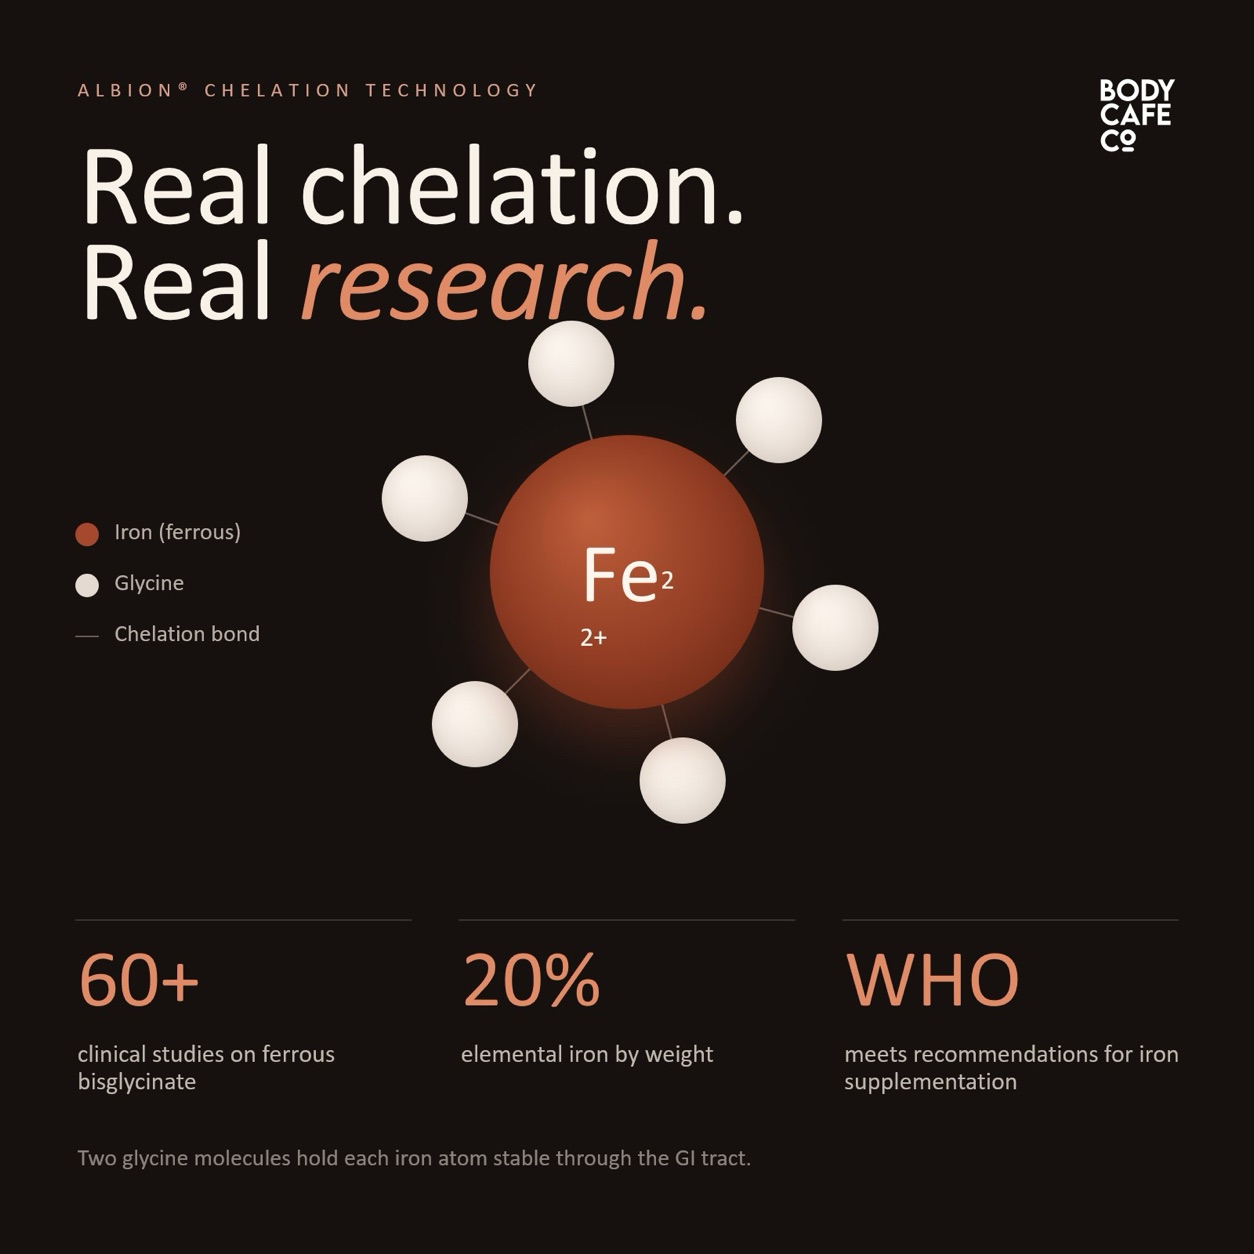 ALBION® CHELATION TECHNOLOGY
BODY
CAFE
CO
Real chelation.
Real research.
Iron (ferrous)
Glycine
Chelation bond
Fe2
2+
60+
clinical studies on ferrous
bisglycinate
20%
elemental iron by weight
WHO
meets recommendations for iron
supplementation
Two glycine molecules hold each iron atom stable through the GI tract.